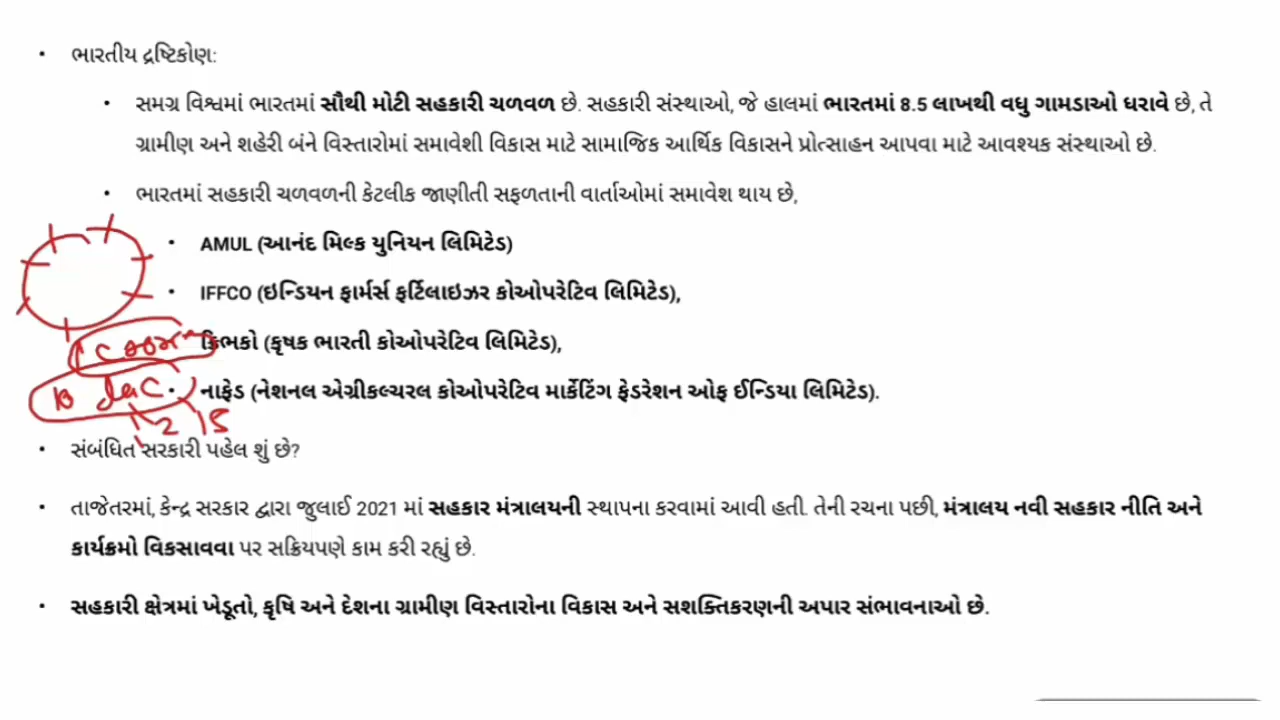 • ભારતીય દ્રષ્ટિકોણ:
• સમગ્ર વિશ્વમાં ભારતમાં સૌથી મોટી સહકારી ચળવળ છે. સહકારી સંસ્થાઓ, જે હાલમાં ભારતમાં 8.5 લાખથી વધુ ગામડાઓ ધરાવે છે, તે
ગ્રામીણ અને શહેરી બંને વિસ્તારોમાં સમાવેશી વિકાસ માટે સામાજિક આર્થિક વિકાસને પ્રોત્સાહન આપવા માટે આવશ્યક સંસ્થાઓ છે.
• ભારતમાં સહકારી ચળવળની કેટલીક જાણીતી સફળતાની વાર્તાઓમાં સમાવેશ થાય છે,
• AMUL (આનંદ મિલ્ક યુનિયન લિમિટેડ)
• IFFCO (ઇન્ડિયન ફાર્મર્સ ફર્ટિલાઇઝર કોઓપરેટિવ લિમિટેડ),
ક્રિભકો (કૃષક ભારતી કોઓપરેટિવ લિમિટેડ),
• નાફેડ (નેશનલ એગ્રીકલ્ચરલ કોઓપરેટિવ માર્કેટિંગ ફેડરેશન ઓફ ઈન્ડિયા લિમિટેડ).
2 15
• સંબંધિત સરકારી પહેલ શું છે?
• તાજેતરમાં, કેન્દ્ર સરકાર દ્વારા જુલાઈ 2021 માં સહકાર મંત્રાલયની સ્થાપના કરવામાં આવી હતી. તેની રચના પછી, મંત્રાલય નવી સહકાર નીતિ અને
કાર્યક્રમો વિકસાવવા પર સક્રિયપણે કામ કરી રહ્યું છે.
• સહકારી ક્ષેત્રમાં ખેડૂતો, કૃષિ અને દેશના ગ્રામીણ વિસ્તારોના વિકાસ અને સશક્તિકરણની અપાર સંભાવનાઓ છે.